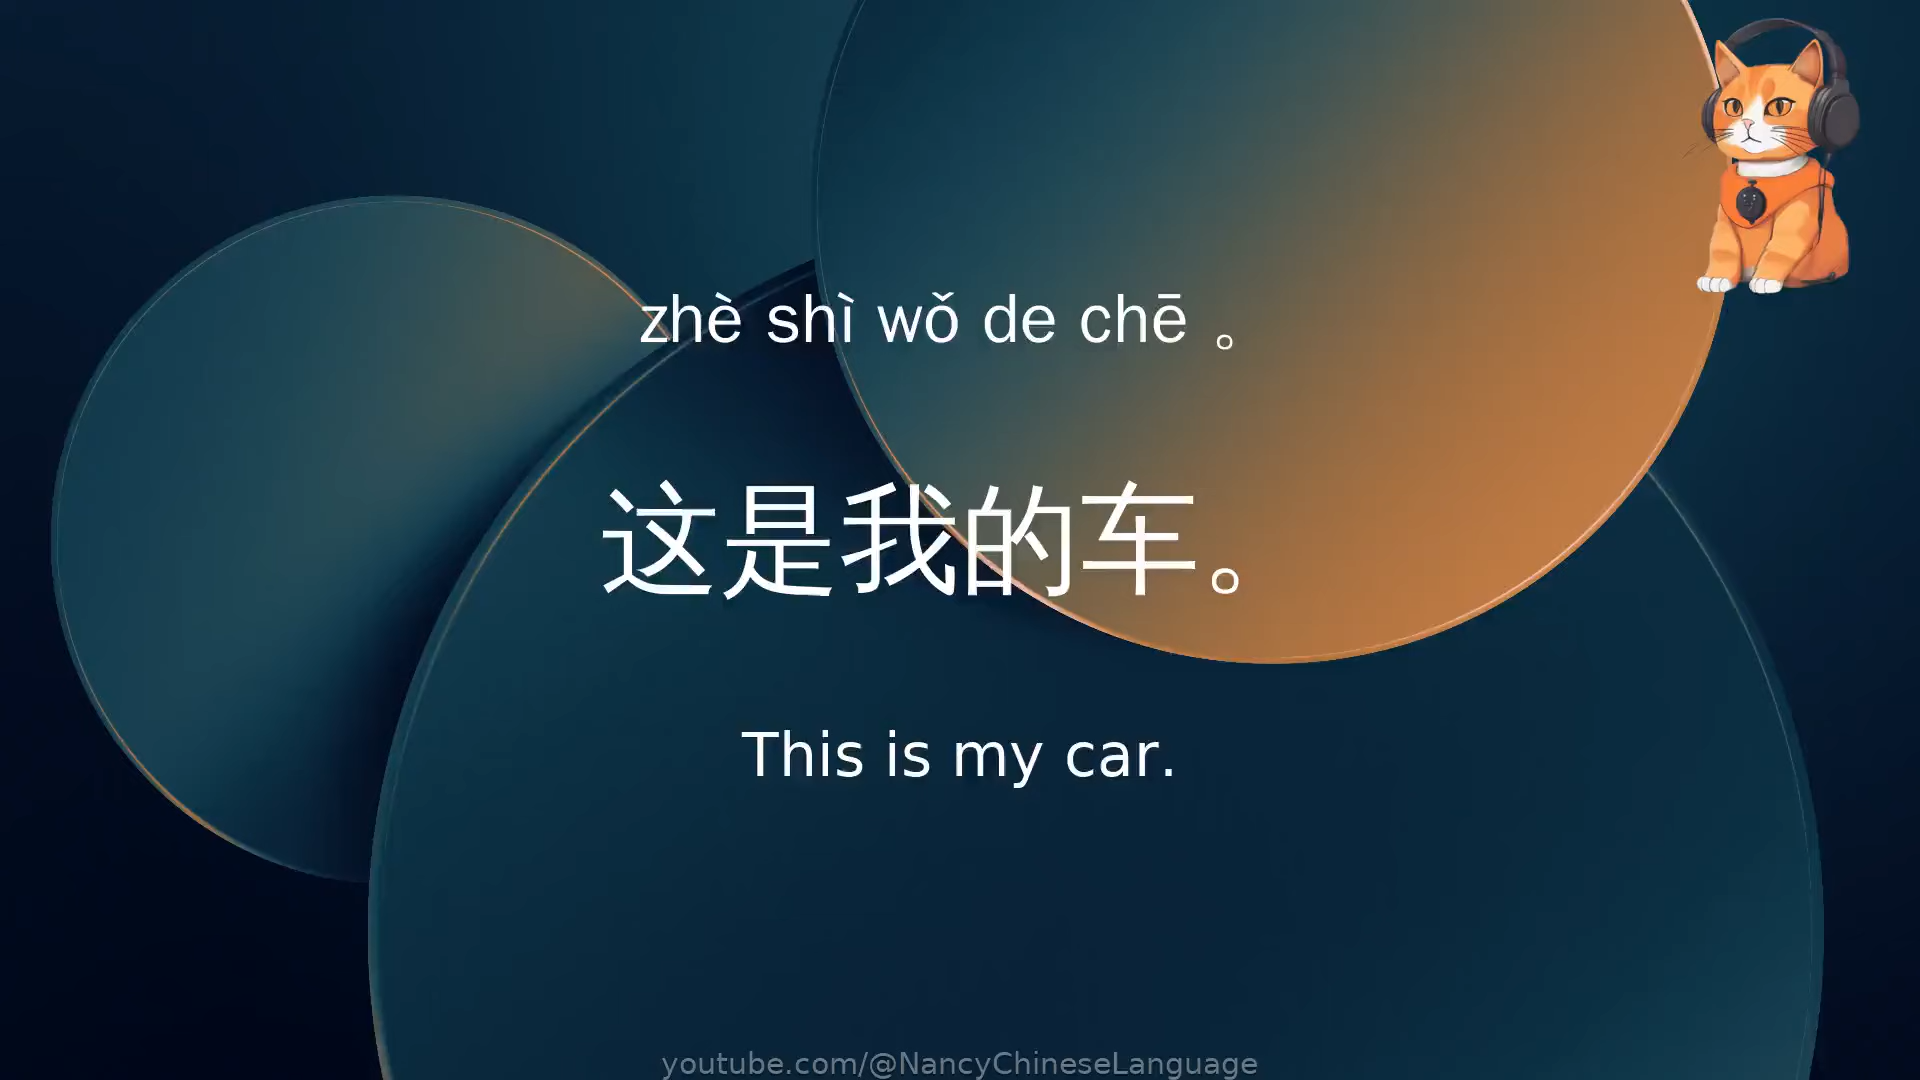 zhè shì wǒ de chē 。
这是我的车。
This is my car.
youtube.com/@NancyChineseLanguage